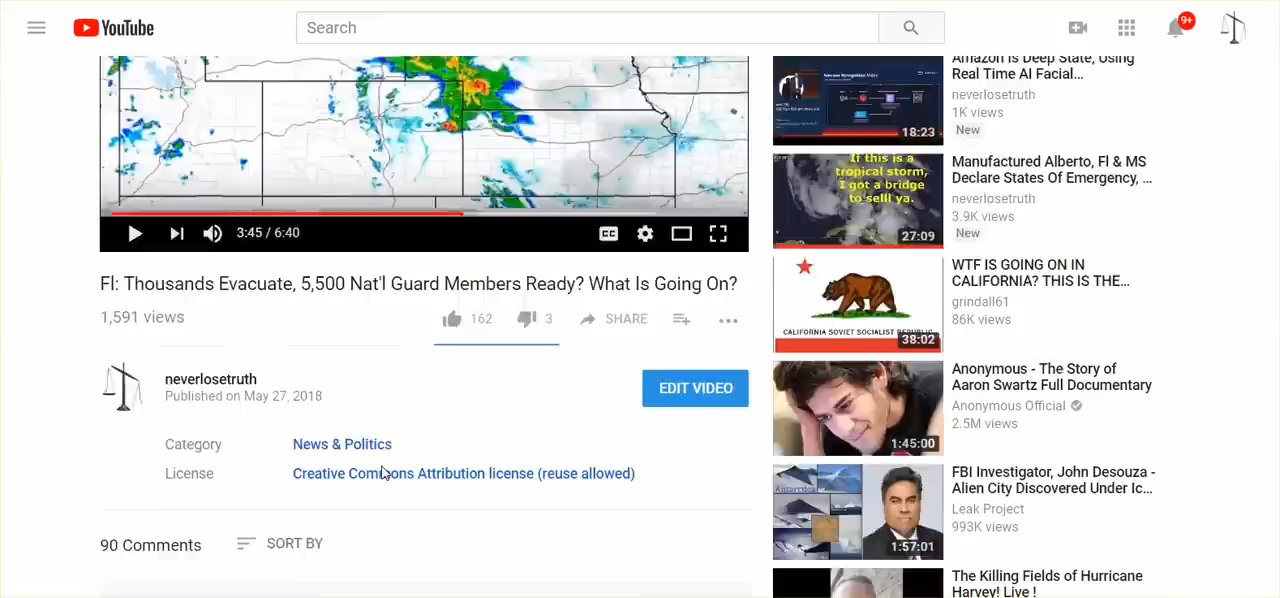 YouTube
Search
9+
3:45 / 6:40
CC
Fl: Thousands Evacuate, 5,500 Nat'l Guard Members Ready? What Is Going On?
1,591 views
162
3
SHARE
neverlosetruth
Published on May 27, 2018
EDIT VIDEO
Category
News & Politics
License
Creative Commons Attribution license (reuse allowed)
90 Comments
SORT BY
18:23
Amazon Is Deep State, Using
Real Time AI Facial...
neverlosetruth
1K views
New
If this is a
tropical storm,
I got a bridge
to selll ya.
27:09
Manufactured Alberto, Fl & MS
Declare States Of Emergency, ...
neverlosetruth
3.9K views
New
CALIFORNIA SOVIET SOCIALIST REPUBLIC
38:02
WTF IS GOING ON IN
CALIFORNIA? THIS IS THE...
grindall61
86K views
1:45:00
Anonymous - The Story of
Aaron Swartz Full Documentary
Anonymous Official
2.5M views
1:57:01
FBI Investigator, John Desouza -
Alien City Discovered Under Ic...
Leak Project
993K views
The Killing Fields of Hurricane
Harvey! Live !